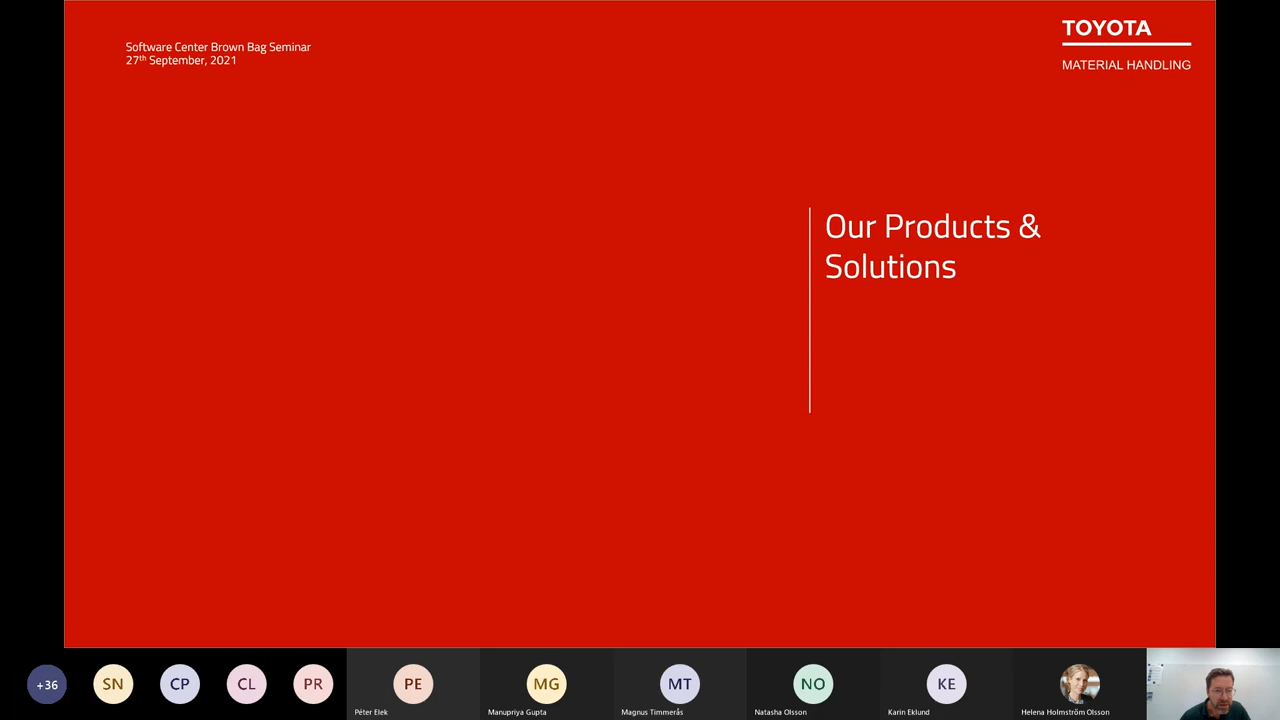 Software Center Brown Bag Seminar
27th September, 2021
TOYOTA
MATERIAL HANDLING
Our Products &
Solutions
+36
SN
CP
CL
PR
PE
MG
MT
NO
KE
Péter Elek
Manupriya Gupta
Magnus Timmerås
Natasha Olsson
Karin Eklund
Helena Holmström Olsson